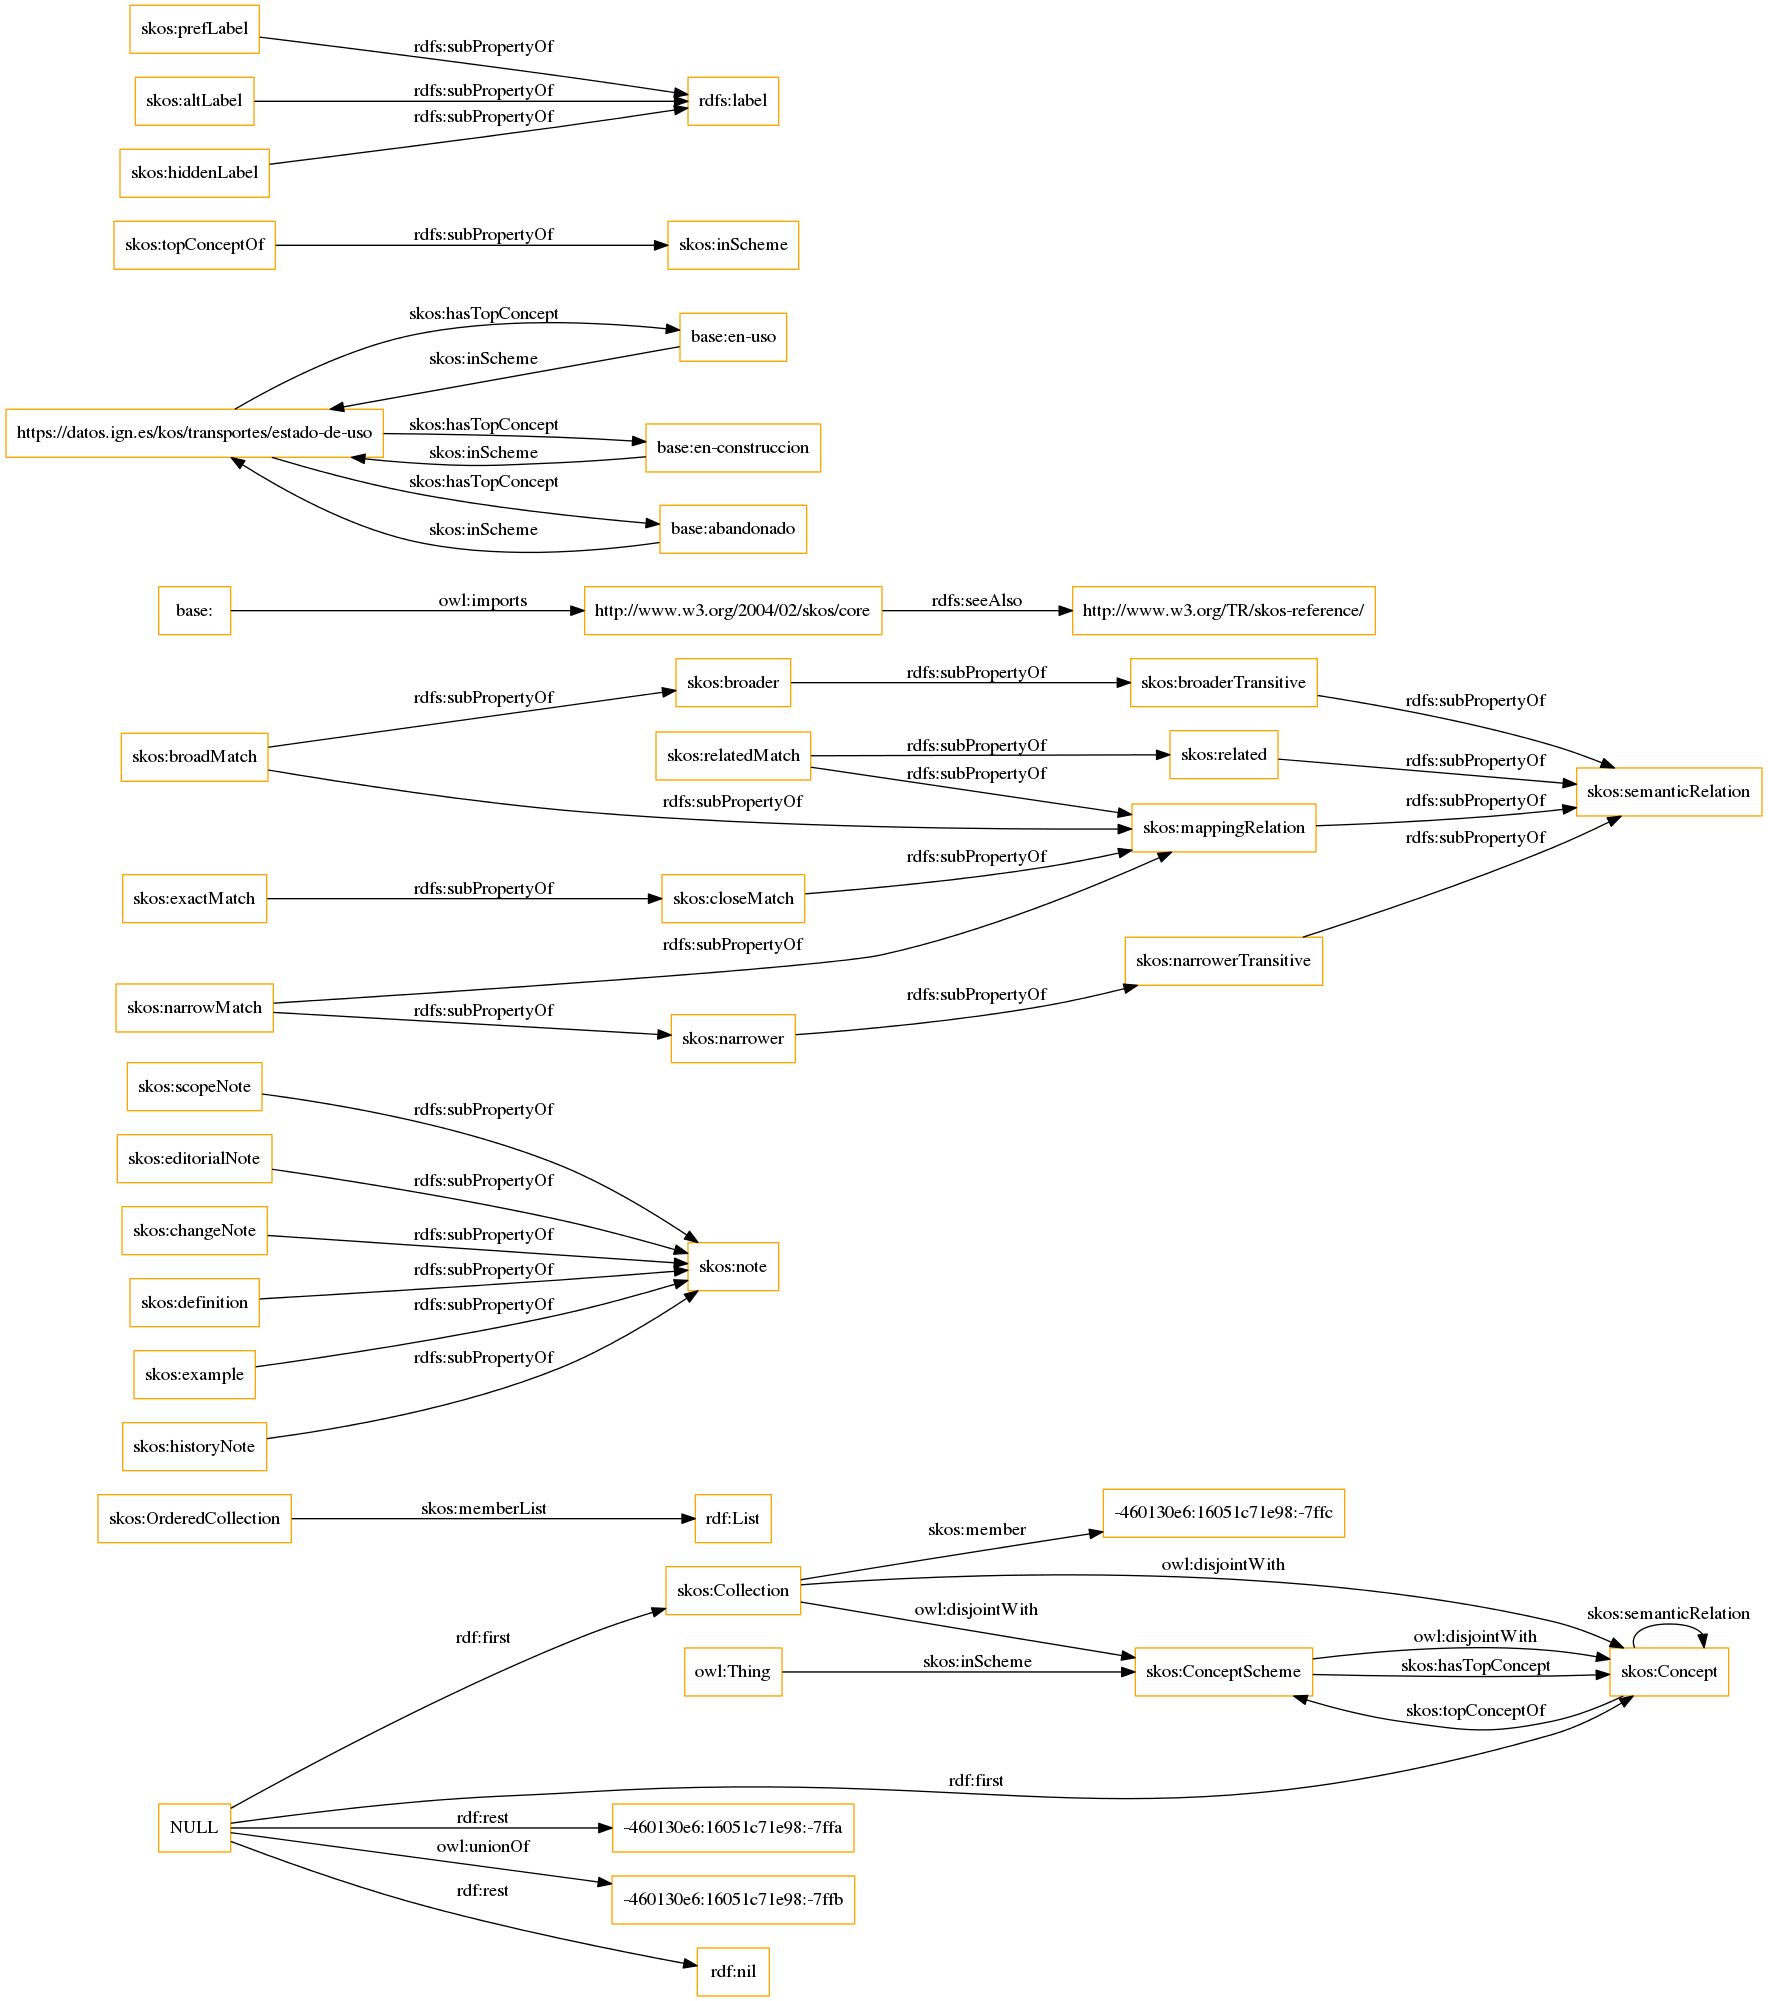 skos:prefLabel
rdfs:subPropertyOf
skos:altLabel
rdfs:subPropertyOf
rdfs:label
rdfs:subPropertyOf
skos:hiddenLabel
skos:topConceptOf
rdfs:subPropertyOf
skos:inScheme
skos:hasTopConcept
base:en-uso
skos:inScheme
https://datos.ign.es/kos/transportes/estado-de-uso
skos:hasTopConcept
base:en-construccion
skos:inScheme
skos:hasTopConcept
base:abandonado
skos:inScheme
base:
owl:imports
http://www.w3.org/2004/02/skos/core
rdfs:seeAlso
http://www.w3.org/TR/skos-reference/
skos:broader
rdfs:subPropertyOf
skos:broaderTransitive
rdfs:subPropertyOf
rdfs:subPropertyOf
skos:broadMatch
skos:relatedMatch
rdfs:subPropertyOf
skos:related
rdfs:subPropertyOf
rdfs:subPropertyOf
skos:semanticRelation
rdfs:subPropertyOf
skos:mappingRelation
rdfs:subPropertyOf
rdfs:subPropertyOf
rdfs:subPropertyOf
skos:exactMatch
rdfs:subPropertyOf
skos:closeMatch
rdfs:subPropertyOf
skos:narrowerTransitive
skos:narrowMatch
rdfs:subPropertyOf
rdfs:subPropertyOf
skos:narrower
skos:scopeNote
rdfs:subPropertyOf
skos:editorialNote
rdfs:subPropertyOf
skos:changeNote
rdfs:subPropertyOf
skos:note
rdfs:subPropertyOf
skos:definition
rdfs:subPropertyOf
skos:example
rdfs:subPropertyOf
skos:historyNote
skos:OrderedCollection
skos:memberList
rdf:List
-460130e6:16051c71e98:-7ffc
skos:member
owl:disjointWith
skos:Collection
owl:disjointWith
skos:semanticRelation
rdf:first
owl:disjointWith
owl:Thing
skos:inScheme
skos:ConceptScheme
skos:hasTopConcept
skos:Concept
skos:topConceptOf
rdf:first
NULL
rdf:rest
-460130e6:16051c71e98:-7ffa
owl:unionOf
-460130e6:16051c71e98:-7ffb
rdf:rest
rdf:nil